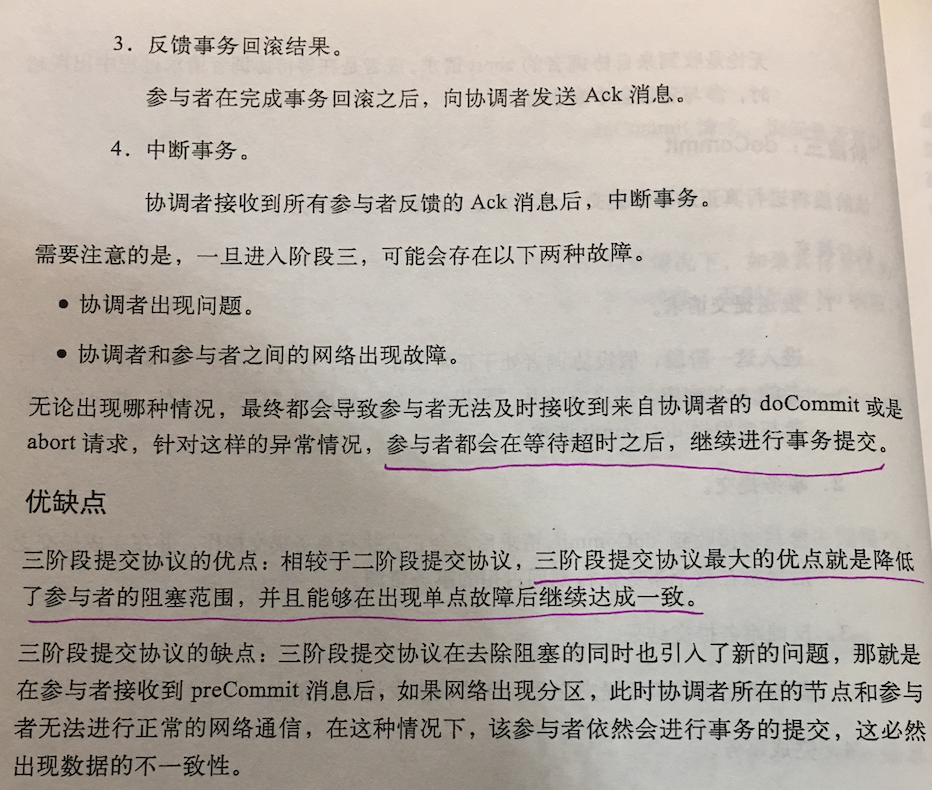 3. 反馈事务回滚结果。
参与者在完成事务回滚之后，向协调者发送 Ack 消息。
4. 中断事务。
协调者接收到所有参与者反馈的 Ack 消息后，中断事务。
需要注意的是，一旦进入阶段三，可能会存在以下两种故障。
• 协调者出现问题。
• 协调者和参与者之间的网络出现故障。
无论出现哪种情况，最终都会导致参与者无法及时接收到来自协调者的 doCommit 或是
abort 请求，针对这样的异常情况，参与者都会在等待超时之后，继续进行事务提交。
优缺点
三阶段提交协议的优点：相较于二阶段提交协议，三阶段提交协议最大的优点就是降低
了参与者的阻塞范围，并且能够在出现单点故障后继续达成一致。
三阶段提交协议的缺点：三阶段提交协议在去除阻塞的同时也引入了新的问题，那就是
在参与者接收到 preCommit 消息后，如果网络出现分区，此时协调者所在的节点和参与
者无法进行正常的网络通信，在这种情况下，该参与者依然会进行事务的提交，这必然
出现数据的不一致性。